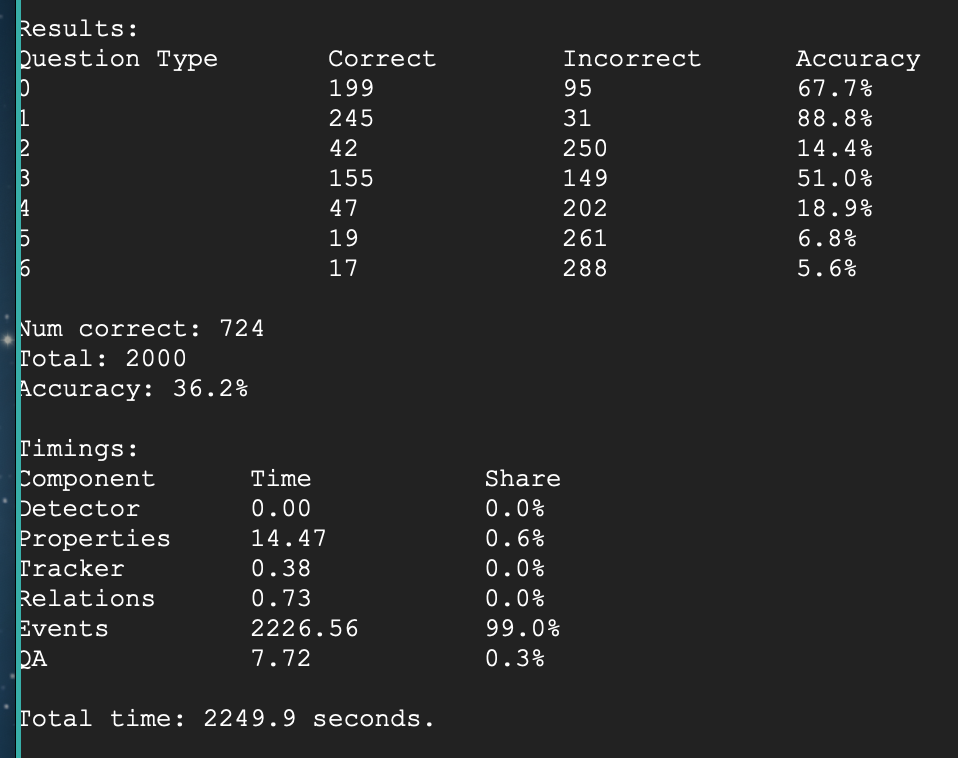 Results:
Question Type Correct Incorrect Accuracy
0 199 95 67.7%
1 245 31 88.8%
2 42 250 14.4%
3 155 149 51.0%
4 47 202 18.9%
5 19 261 6.8%
6 17 288 5.6%
Num correct: 724
Total: 2000
Accuracy: 36.2%
Timings:
Component Time Share
Detector 0.00 0.0%
Properties 14.47 0.6%
Tracker 0.38 0.0%
Relations 0.73 0.0%
Events 2226.56 99.0%
QA 7.72 0.3%
Total time: 2249.9 seconds.